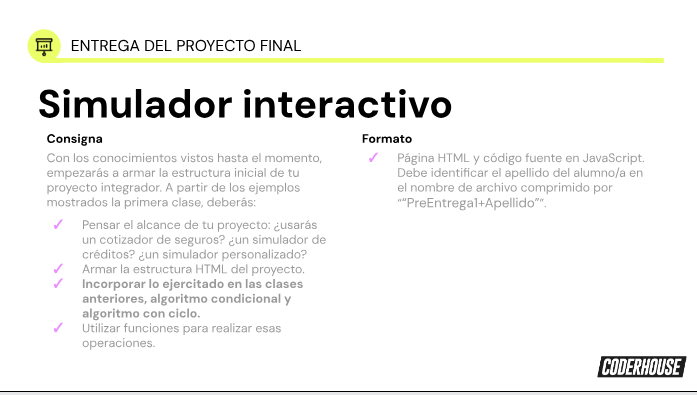 ENTREGA DEL PROYECTO FINAL
Simulador interactivo
Consigna
Con los conocimientos vistos hasta el momento,
empezarás a armar la estructura inicial de tu
proyecto integrador. A partir de los ejemplos
mostrados la primera clase, deberás:
✓ Pensar el alcance de tu proyecto: ¿usarás
un cotizador de seguros? ¿un simulador de
créditos? ¿un simulador personalizado?
✓ Armar la estructura HTML del proyecto.
✓ Incorporar lo ejercitado en las clases
anteriores, algoritmo condicional y
algoritmo con ciclo.
✓ Utilizar funciones para realizar esas
operaciones.
Formato
✓ Página HTML y código fuente en JavaScript.
Debe identificar el apellido del alumno/a en
el nombre de archivo comprimido por
““PreEntrega1+Apellido”“.
CODERHOUSE